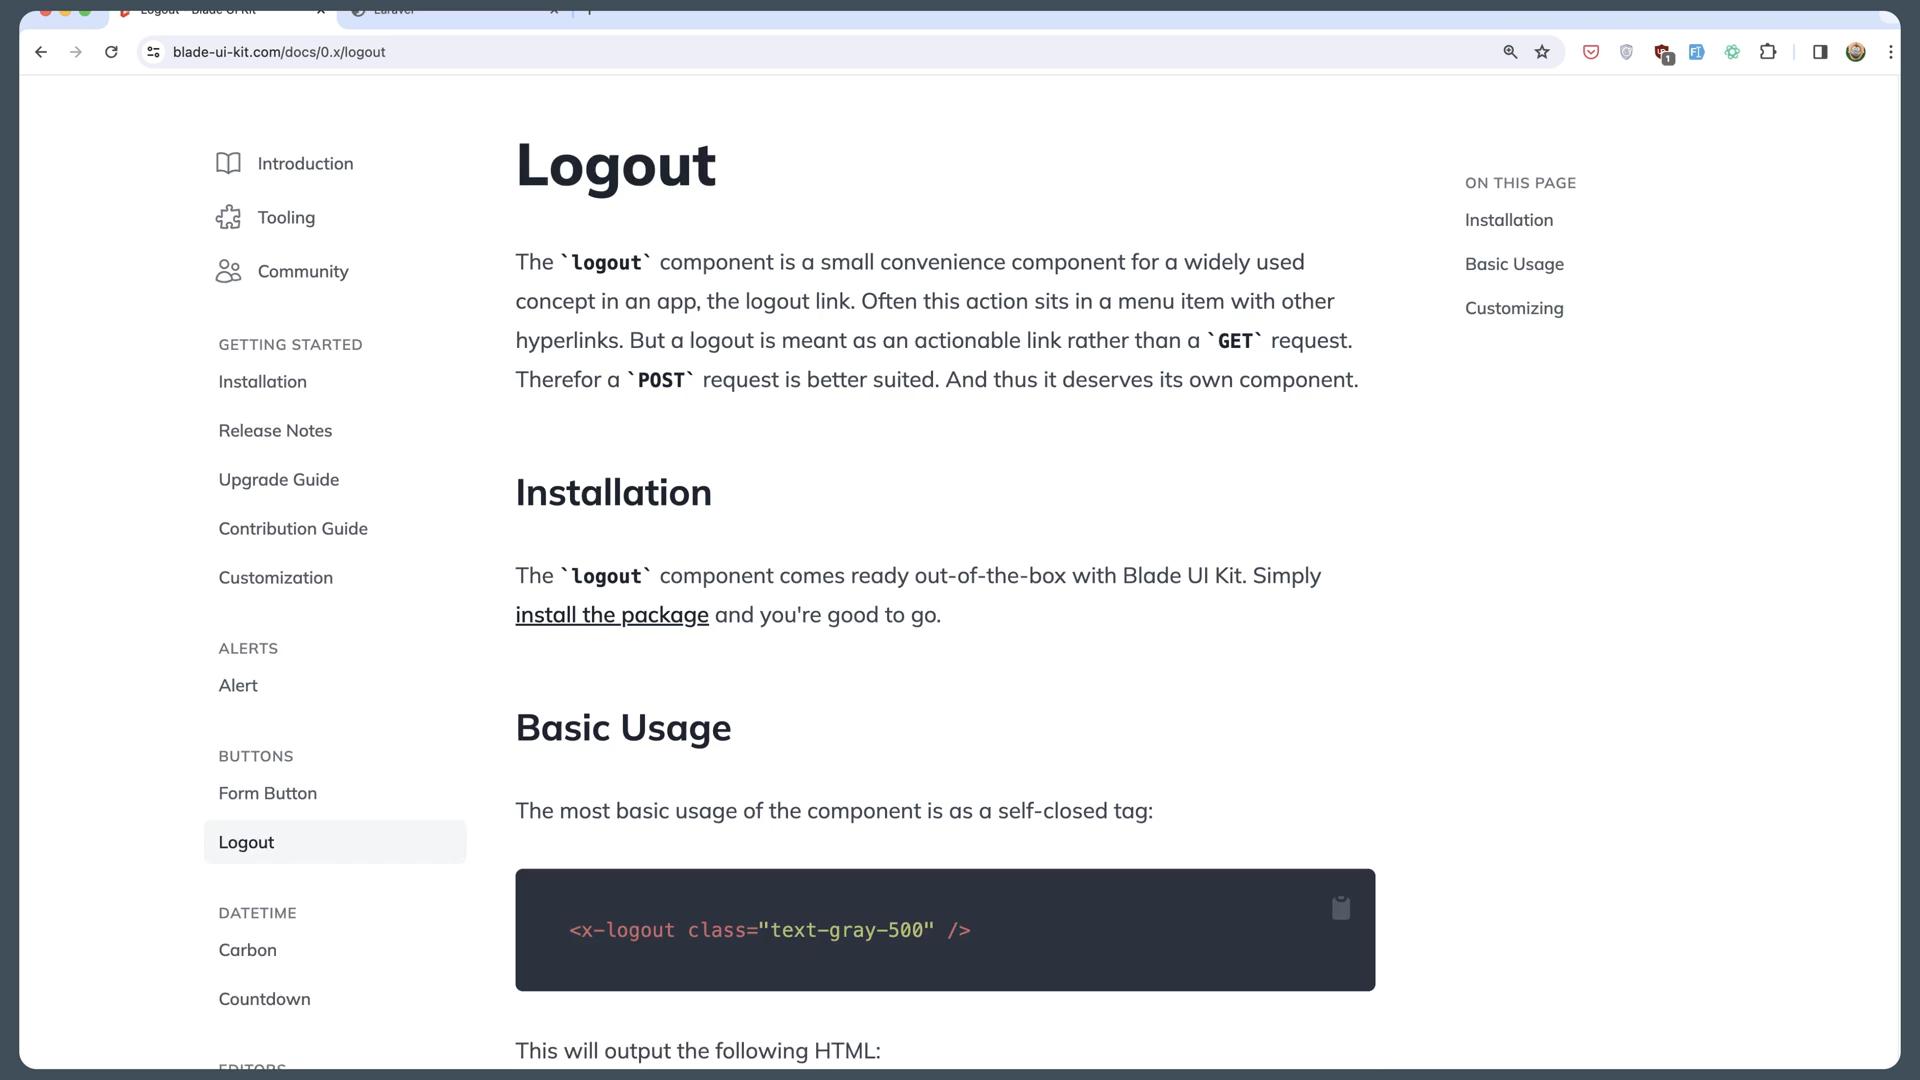 Logout - Blade UI Kit
Laravel
blade-ui-kit.com/docs/0.x/logout
1
Introduction
Tooling
Community
GETTING STARTED
Installation
Release Notes
Upgrade Guide
Contribution Guide
Customization
ALERTS
Alert
BUTTONS
Form Button
Logout
DATETIME
Carbon
Countdown
EDITORS
Logout
The `logout` component is a small convenience component for a widely used
concept in an app, the logout link. Often this action sits in a menu item with other
hyperlinks. But a logout is meant as an actionable link rather than a `GET` request.
Therefor a `POST` request is better suited. And thus it deserves its own component.
Installation
The `logout` component comes ready out-of-the-box with Blade UI Kit. Simply
install the package and you're good to go.
Basic Usage
The most basic usage of the component is as a self-closed tag:
<x-logout class="text-gray-500" />
This will output the following HTML:
ON THIS PAGE
Installation
Basic Usage
Customizing